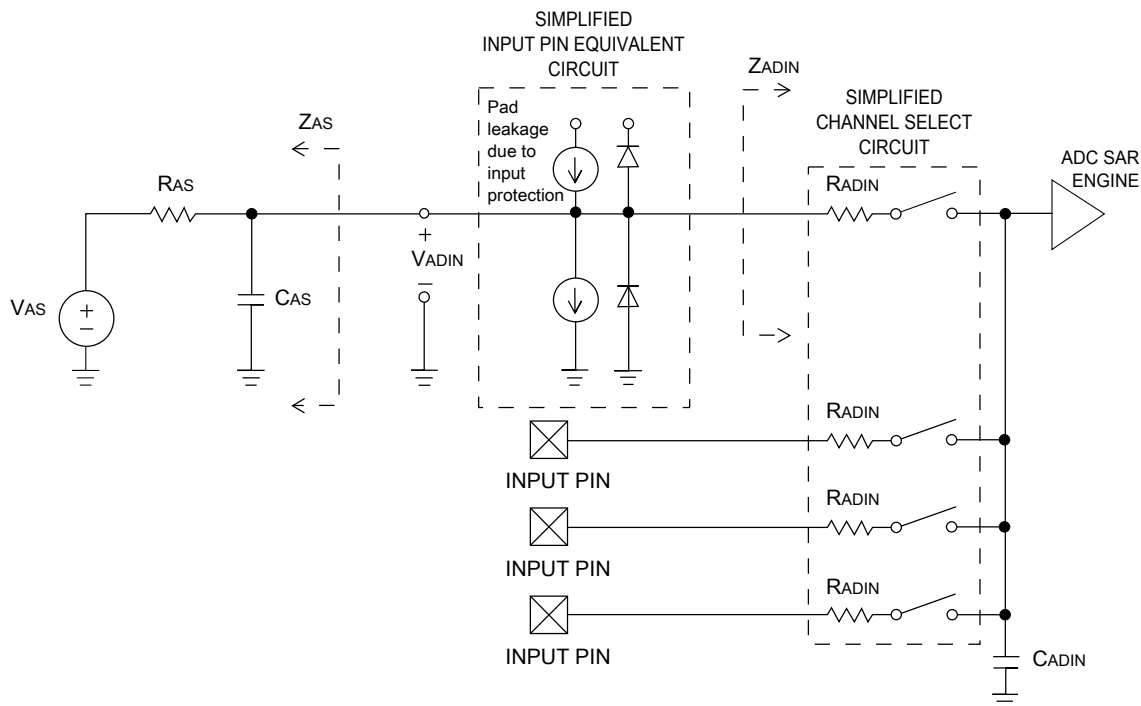 SIMPLIFIED
INPUT PIN EQUIVALENT
CIRCUIT
Pad
leakage
due to
input
protection
ZAS
ZADIN
SIMPLIFIED
CHANNEL SELECT
CIRCUIT
ADC SAR
ENGINE
RAS
RADIN
+
VADIN
–
CAS
VAS
+
–
RADIN
INPUT PIN
RADIN
INPUT PIN
RADIN
INPUT PIN
CADIN